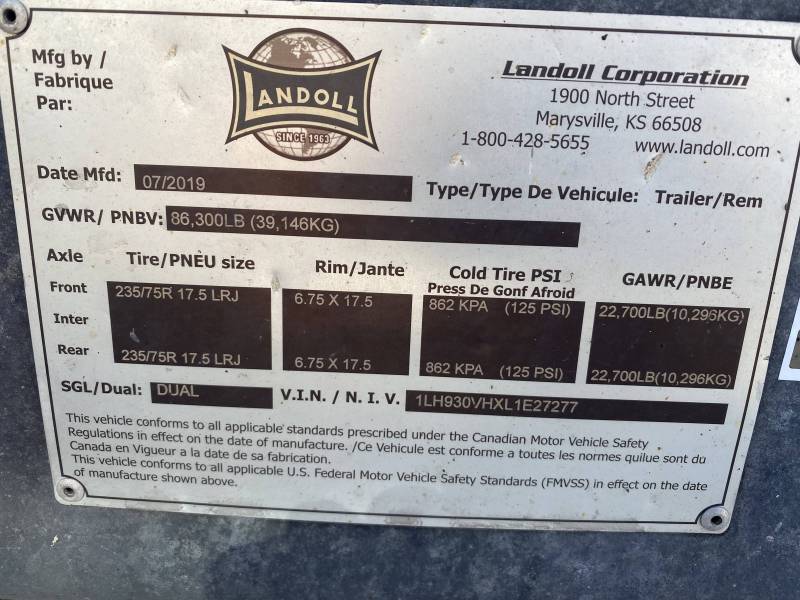 Mfg by /
Fabrique
Par:
LANDOLL
SINCE 1963
Landoll Corporation
1900 North Street
Marysville, KS 66508
1-800-428-5655 www.landoll.com
Date Mfd: 07/2019
Type/Type De Vehicule: Trailer/Rem
GVWR/ PNBV: 86,300LB (39,146KG)
Axle Tire/PNEU size Rim/Jante Cold Tire PSI GAWR/PNBE
Press De Gonf Afroid
Front 235/75R 17.5 LRJ 6.75 X 17.5 862 KPA (125 PSI) 22,700LB(10,296KG)
Inter
Rear 235/75R 17.5 LRJ 6.75 X 17.5 862 KPA (125 PSI) 22,700LB(10,296KG)
SGL/Dual: DUAL V.I.N. / N. I. V. 1LH930VHXL1E27277
This vehicle conforms to all applicable standards prescribed under the Canadian Motor Vehicle Safety
Regulations in effect on the date of manufacture. /Ce Vehicule est conforme a toutes les normes quilue sont du
Canada en Vigueur a la date de sa fabrication.
This vehicle conforms to all applicable U.S. Federal Motor Vehicle Safety Standards (FMVSS) in effect on the date
of manufacture shown above.